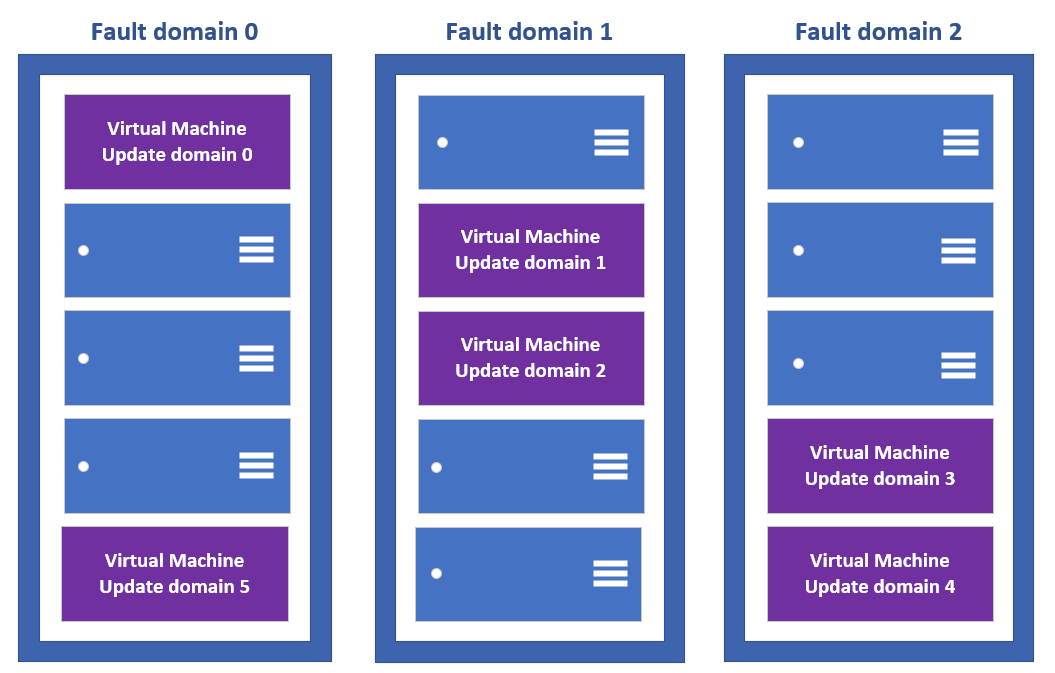 Fault domain 0
Virtual Machine
Update domain 0
Virtual Machine
Update domain 5
Fault domain 1
Virtual Machine
Update domain 1
Virtual Machine
Update domain 2
Fault domain 2
Virtual Machine
Update domain 3
Virtual Machine
Update domain 4